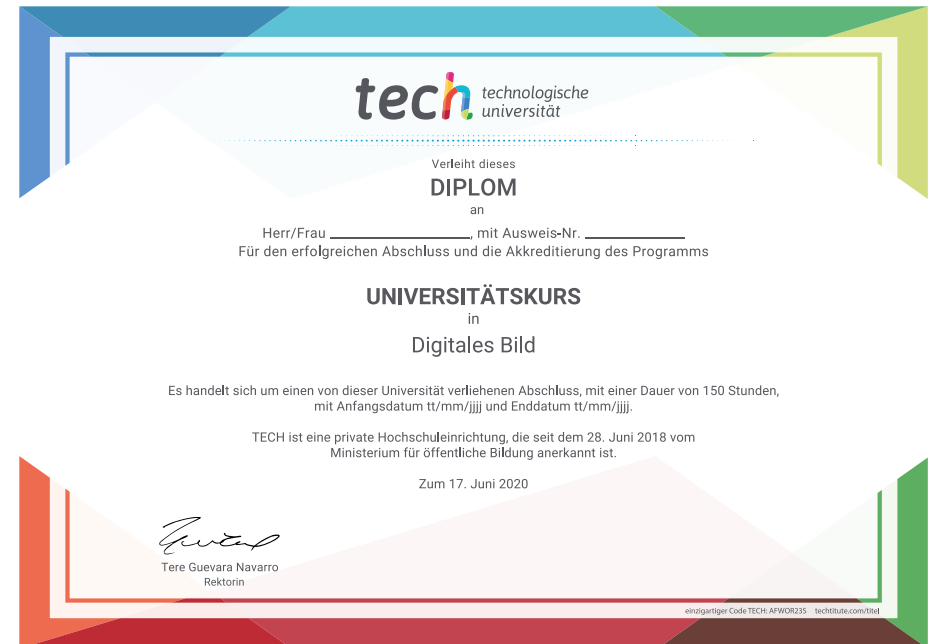 tech technologische
universität
Verleiht dieses
DIPLOM
an
Herr/Frau ____________________, mit Ausweis-Nr. ______________
Für den erfolgreichen Abschluss und die Akkreditierung des Programms
UNIVERSITÄTSKURS
in
Digitales Bild
Es handelt sich um einen von dieser Universität verliehenen Abschluss, mit einer Dauer von 150 Stunden,
mit Anfangsdatum tt/mm/jjjj und Enddatum tt/mm/jjjj.
TECH ist eine private Hochschuleinrichtung, die seit dem 28. Juni 2018 vom
Ministerium für öffentliche Bildung anerkannt ist.
Zum 17. Juni 2020
Tere Guevara Navarro
Rektorin
einzigartiger Code TECH: AFWOR23S techtitute.com/titel